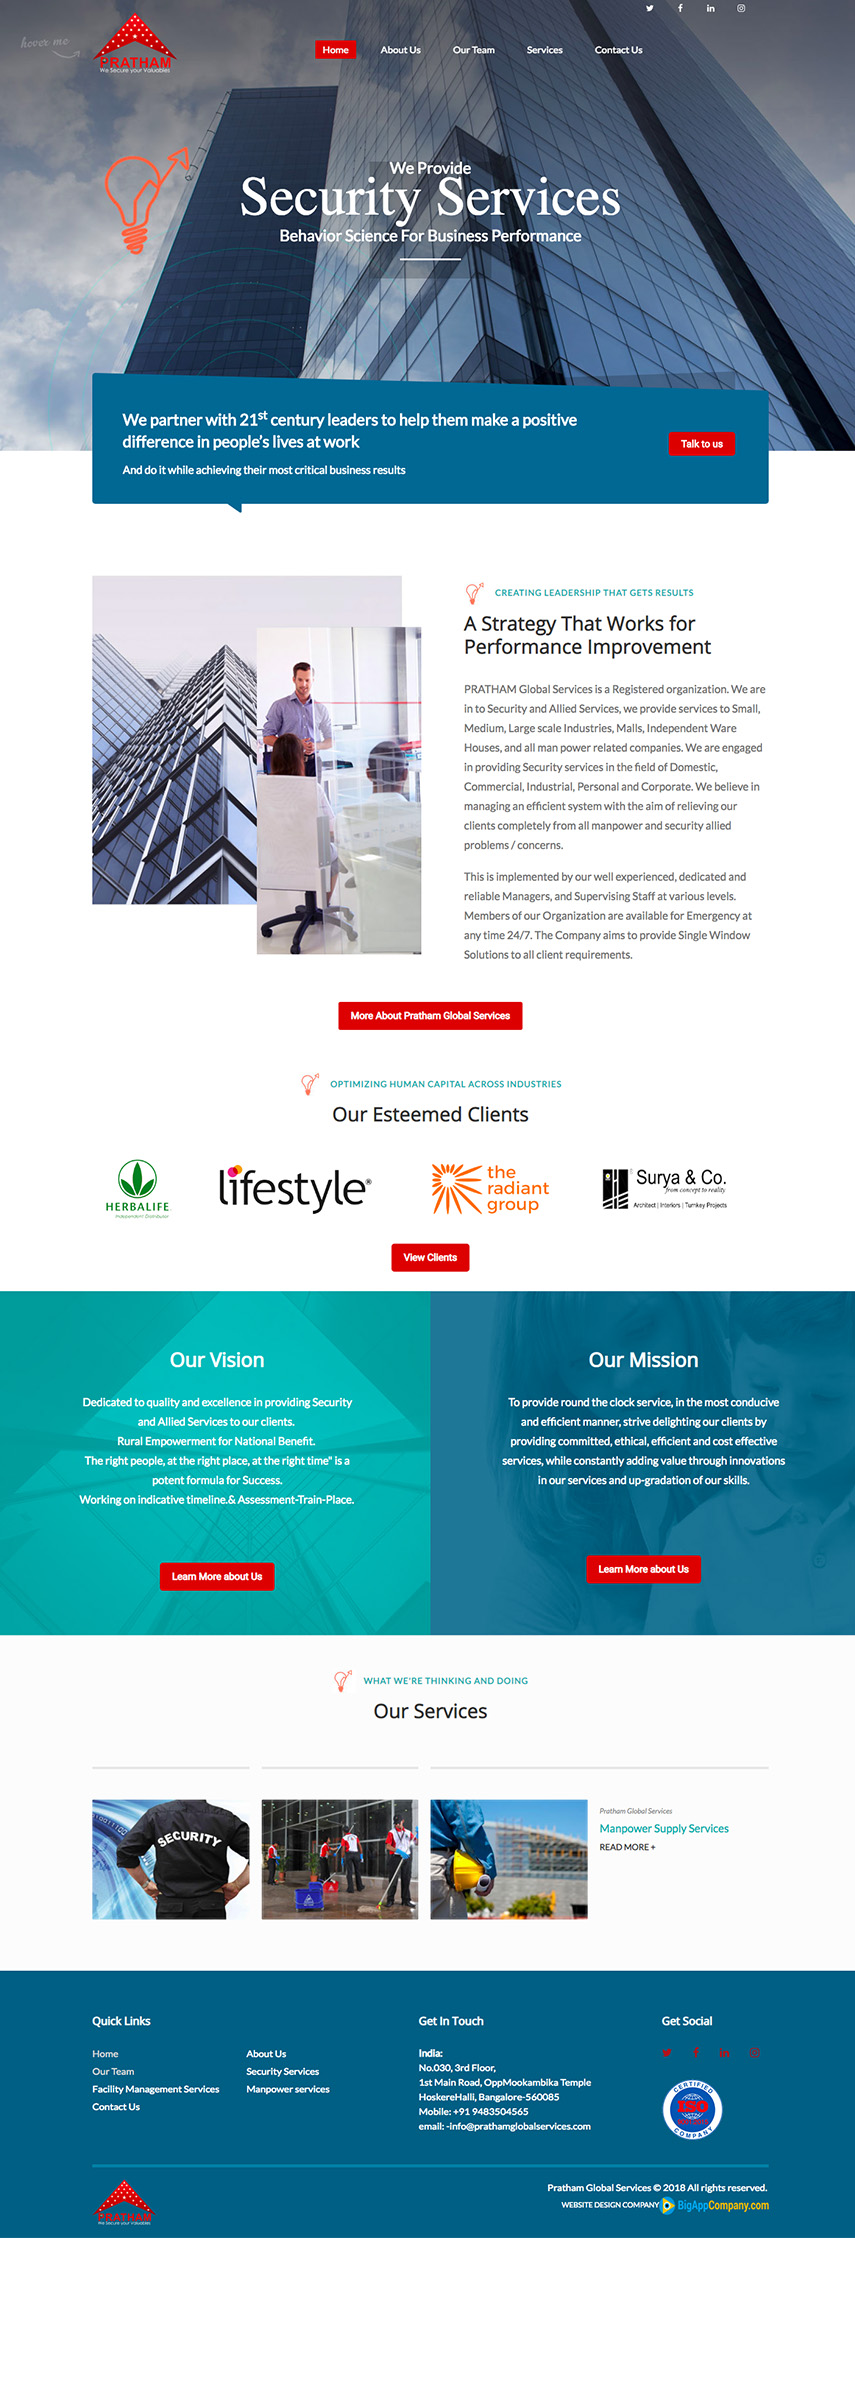 hover me
PRATHAM
We Secure your Valuables
Home About Us Our Team Services Contact Us
We Provide
Security Services
Behavior Science For Business Performance
We partner with 21st century leaders to help them make a positive
difference in people's lives at work
And do it while achieving their most critical business results
Talk to us
CREATING LEADERSHIP THAT GETS RESULTS
A Strategy That Works for
Performance Improvement
PRATHAM Global Services is a Registered organization. We are
in to Security and Allied Services, we provide services to Small,
Medium, Large scale Industries, Malls, Independent Ware
Houses, and all man power related companies. We are engaged
in providing Security services in the field of Domestic,
Commercial, Industrial, Personal and Corporate. We believe in
managing an efficient system with the aim of relieving our
clients completely from all manpower and security allied
problems / concerns.
This is implemented by our well experienced, dedicated and
reliable Managers, and Supervising Staff at various levels.
Members of our Organization are available for Emergency at
any time 24/7. The Company aims to provide Single Window
Solutions to all client requirements.
More About Pratham Global Services
OPTIMIZING HUMAN CAPITAL ACROSS INDUSTRIES
Our Esteemed Clients
HERBALIFE
Independent Distributor
lifestyle®
the
radiant
group
Surya & Co.
from concept to reality
Architect | Interiors | Turnkey Projects
View Clients
Our Vision
Dedicated to quality and excellence in providing Security
and Allied Services to our clients.
Rural Empowerment for National Benefit.
The right people, at the right place, at the right time" is a
potent formula for Success.
Working on indicative timeline.& Assessment-Train-Place.
Learn More about Us
Our Mission
To provide round the clock service, in the most conducive
and efficient manner, strive delighting our clients by
providing committed, ethical, efficient and cost effective
services, while constantly adding value through innovations
in our services and up-gradation of our skills.
Learn More about Us
WHAT WE'RE THINKING AND DOING
Our Services
SECURITY
Pratham Global Services
Manpower Supply Services
READ MORE +
Quick Links
Home
Our Team
Facility Management Services
Contact Us
About Us
Security Services
Manpower services
Get In Touch
India:
No.030, 3rd Floor,
1st Main Road, OppMookambika Temple
HoskereHalli, Bangalore-560085
Mobile: +91 9483504565
email: -info@prathamglobalservices.com
Get Social
CERTIFIED
ISO
COMPANY
PRATHAM
We Secure your Valuables
Pratham Global Services © 2018 All rights reserved.
WEBSITE DESIGN COMPANY BigAppCompany.com